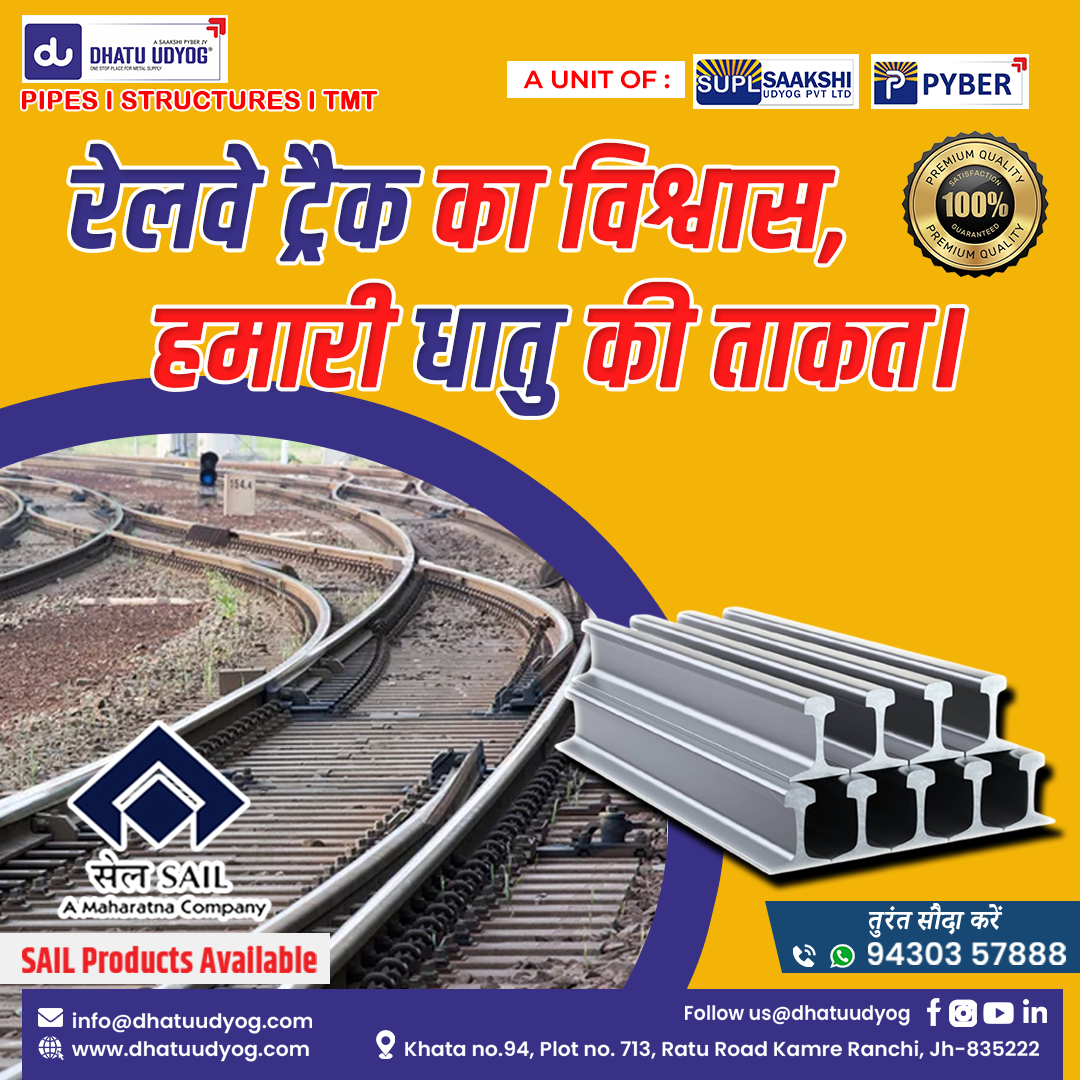 du DHATU UDYOG®
A SAAKSHI PYBER JV
ONE STOP PLACE FOR METAL SUPPLY
PIPES I STRUCTURES I TMT
A UNIT OF :
SUPL SAAKSHI UDYOG PVT LTD
P PYBER
रेलवे ट्रैक का विश्वास,
हमारी धातु की ताकत।
PREMIUM QUALITY
SATISFACTION
100%
GUARANTEED
PREMIUM QUALITY
154.4
सेल SAIL
A Maharatna Company
SAIL Products Available
तुरंत सौदा करें
94303 57888
info@dhatuudyog.com
www.dhatuudyog.com
Follow us@dhatuudyog
Khata no.94, Plot no. 713, Ratu Road Kamre Ranchi, Jh-835222